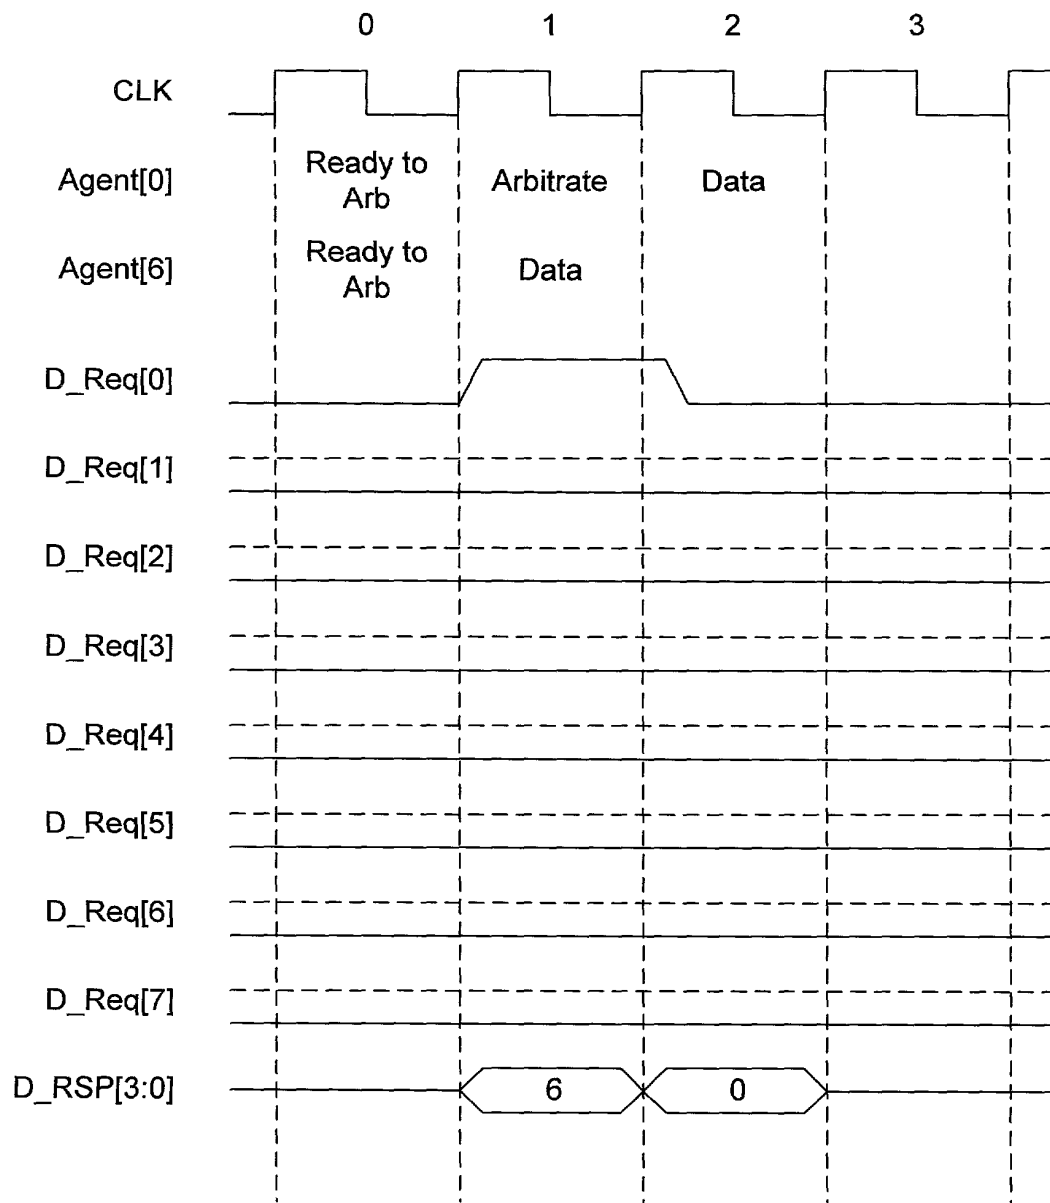 0 1 2 3
CLK
Agent[0] Ready to Arb Arbitrate Data
Agent[6] Ready to Arb Data
D_Req[0]
D_Req[1]
D_Req[2]
D_Req[3]
D_Req[4]
D_Req[5]
D_Req[6]
D_Req[7]
D_RSP[3:0] 6 0